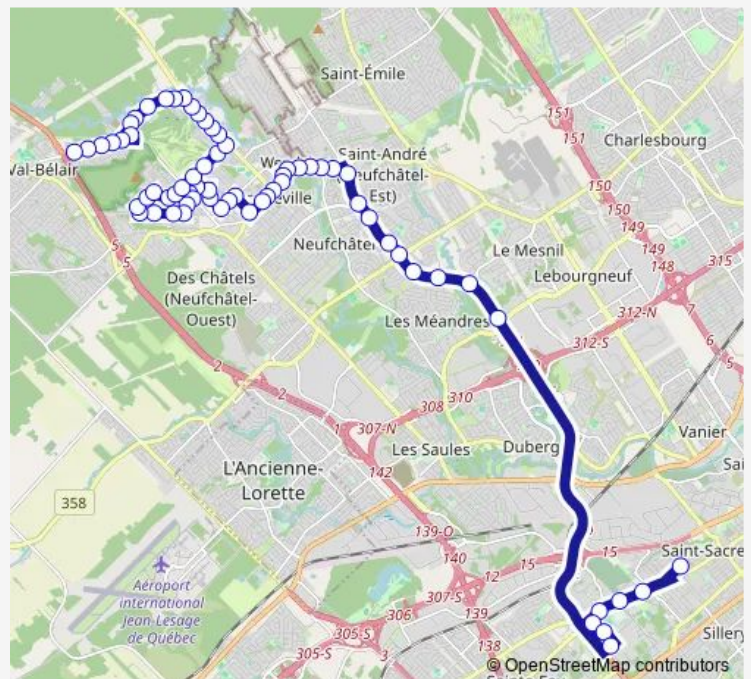 Saint-Émile
151
151
Charlesbourg
Saint-André
(Neufchâtel-
Est)
Val-Bélair
150
150
149
149
148
315
Neufchâtel
Le Mesnil
Lebourgneuf
5
5
Des Châtels
(Neufchâtel-
Ouest)
312-N
7
Les Méandres
312-S
6
5
2
2
310
308
1
307-N
Vanier
Les Saules
Duberg
142
L'Ancienne-
Lorette
358
139-O
140
15
15
12
Saint-Sacre
Aéroport
international
Jean-Lesage
de Québec
307-S
306
139
305-S
305-S
3
138
Sillery
© OpenStreetMap contributors